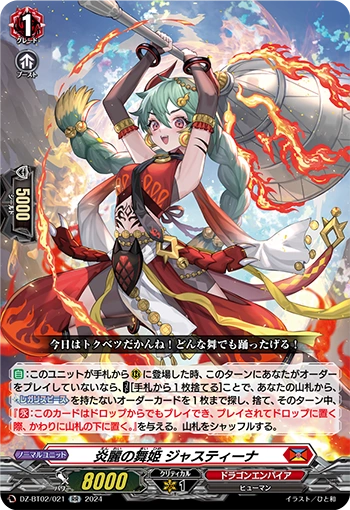 1
グレード
ブースト
5000
シールド
今日はトクベツだかんね！どんな舞でも踊ったげる！
自：このユニットが手札からRに登場した時、このターンにあなたがオーダー
をプレイしていないなら、[手札から1枚捨てる]ことで、あなたの山札から、
レガリスピースを持たないオーダーカードを1枚まで探し、捨て、そのターン中、
『永：このカードはドロップからでもプレイでき、プレイされてドロップに置く
際、かわりに山札の下に置く。』を与える。山札をシャッフルする。
ノーマルユニット
炎麗の舞姫 ジャスティーナ
パワー
8000
クリティカル
1
ドラゴンエンパイア
ヒューマン
D DZ-BT02/021 RR 2024
イラスト／ひと和